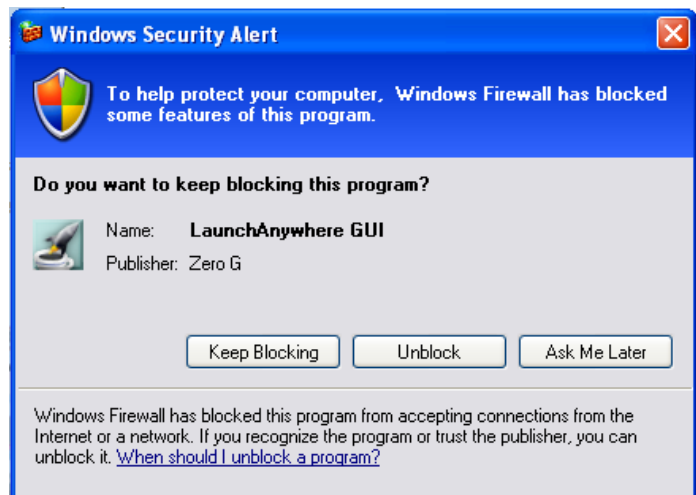 Windows Security Alert
To help protect your computer, Windows Firewall has blocked
some features of this program.
Do you want to keep blocking this program?
Name: LaunchAnywhere GUI
Publisher: Zero G
Keep Blocking Unblock Ask Me Later
Windows Firewall has blocked this program from accepting connections from the
Internet or a network. If you recognize the program or trust the publisher, you can
unblock it. When should I unblock a program?